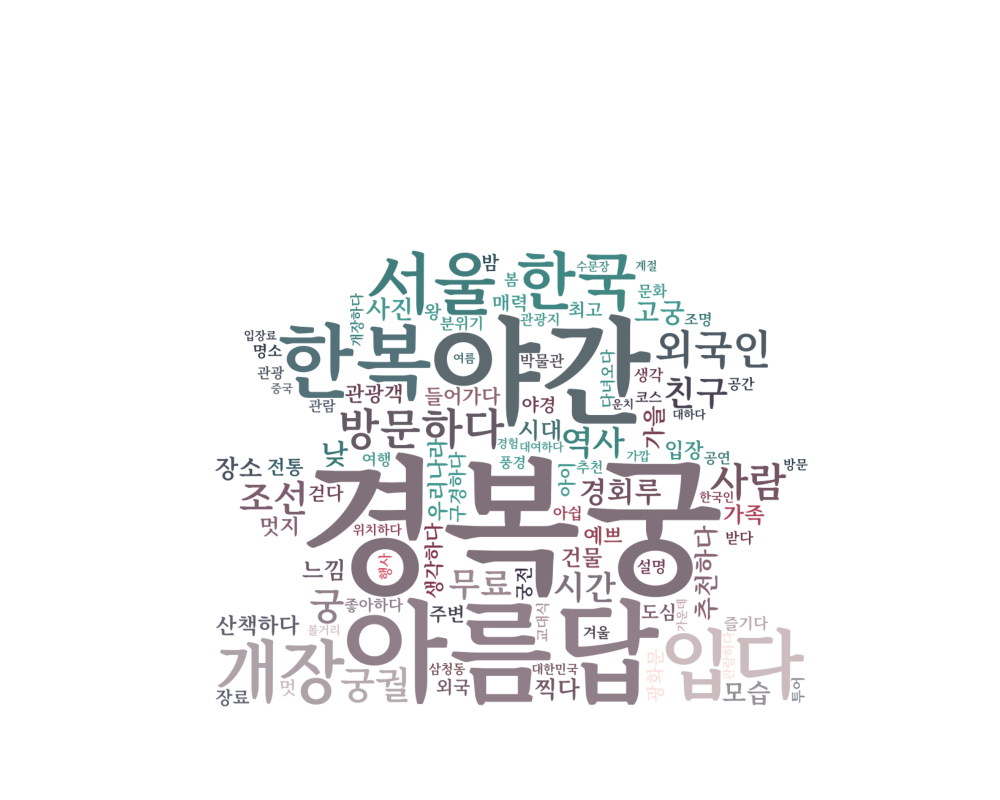 서울
밤
한국
수문장
계절
봄
사진
왕
분위기
매력
관광지
최고
문화
고궁
조명
개장하다
입장료
명소
한복
야간
여름
박물관
외국인
다녀오다
생각
관광
중국
관람
관광객
들어가다
야경
운치
코스
친구
공간
대하다
가을
방문하다
시대
경험
대여하다
역사
가깝
입장
공연
장소
전통
낮
여행
우리나라
구경하다
풍경
아이
추천
사람
방문
한국인
조선
걷다
멋지
경복궁
경회루
위치하다
아쉽
예쁘
가족
받다
느낌
행사
생각하다
건물
설명
추천하다
무료
궁전
시간
궁
좋아하다
주변
고대식
겨울
도심
가운데
산책하다
볼거리
아름답
즐기다
개장
멋
궁궐
삼청동
대한민국
입다
관람하다
광화문
장료
외국
찍다
모습
투어